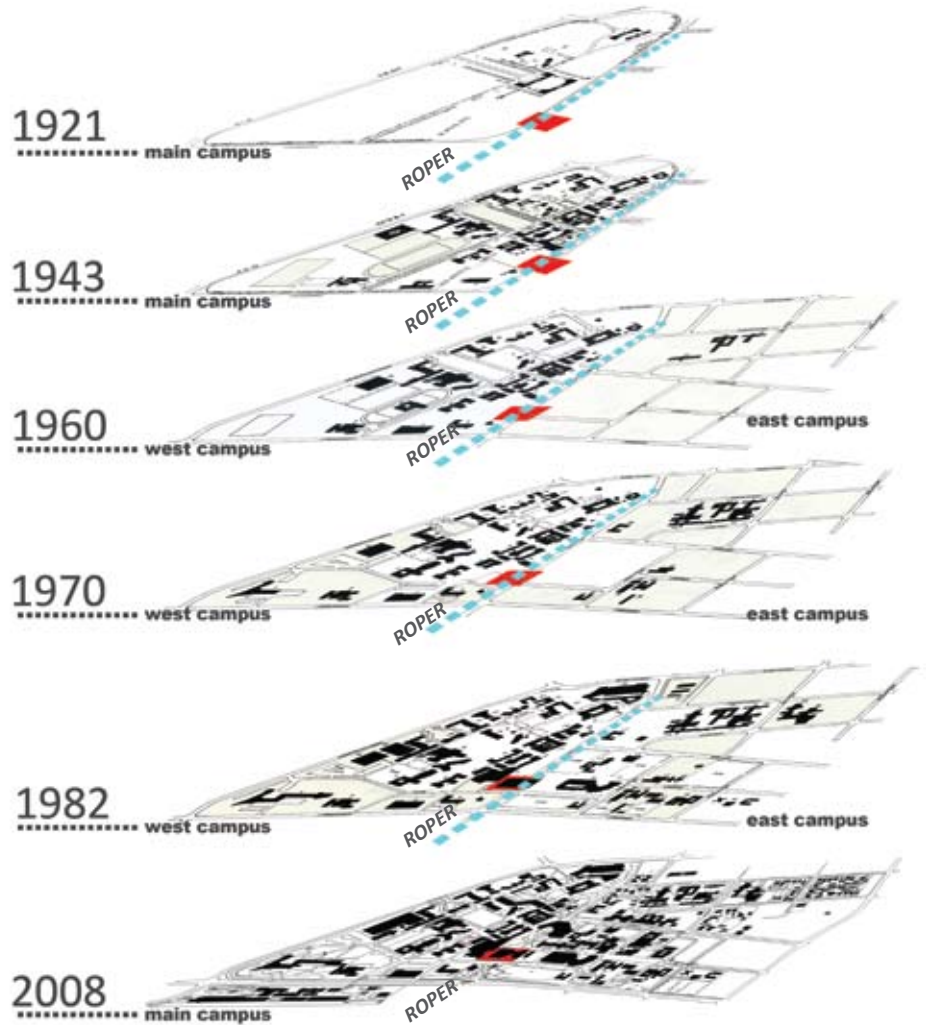 1921
main campus
ROPER
1943
main campus
ROPER
1960
west campus
ROPER
east campus
1970
west campus
ROPER
east campus
1982
west campus
ROPER
east campus
2008
main campus
ROPER